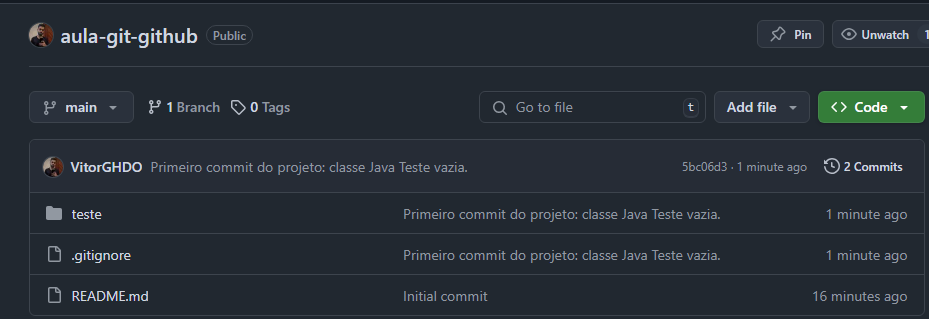 aula-git-github Public Pin Unwatch 1
main 1 Branch 0 Tags Go to file t Add file Code
VitorGHDO Primeiro commit do projeto: classe Java Teste vazia. 5bc06d3 · 1 minute ago 2 Commits
teste Primeiro commit do projeto: classe Java Teste vazia. 1 minute ago
.gitignore Primeiro commit do projeto: classe Java Teste vazia. 1 minute ago
README.md Initial commit 16 minutes ago